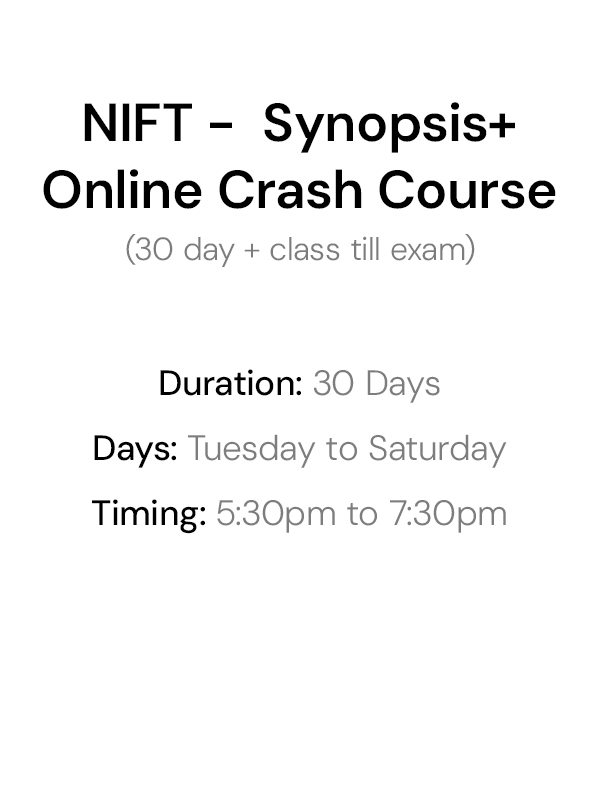 NIFT - Synopsis+
Online Crash Course
(30 day + class till exam)
Duration: 30 Days
Days: Tuesday to Saturday
Timing: 5:30pm to 7:30pm